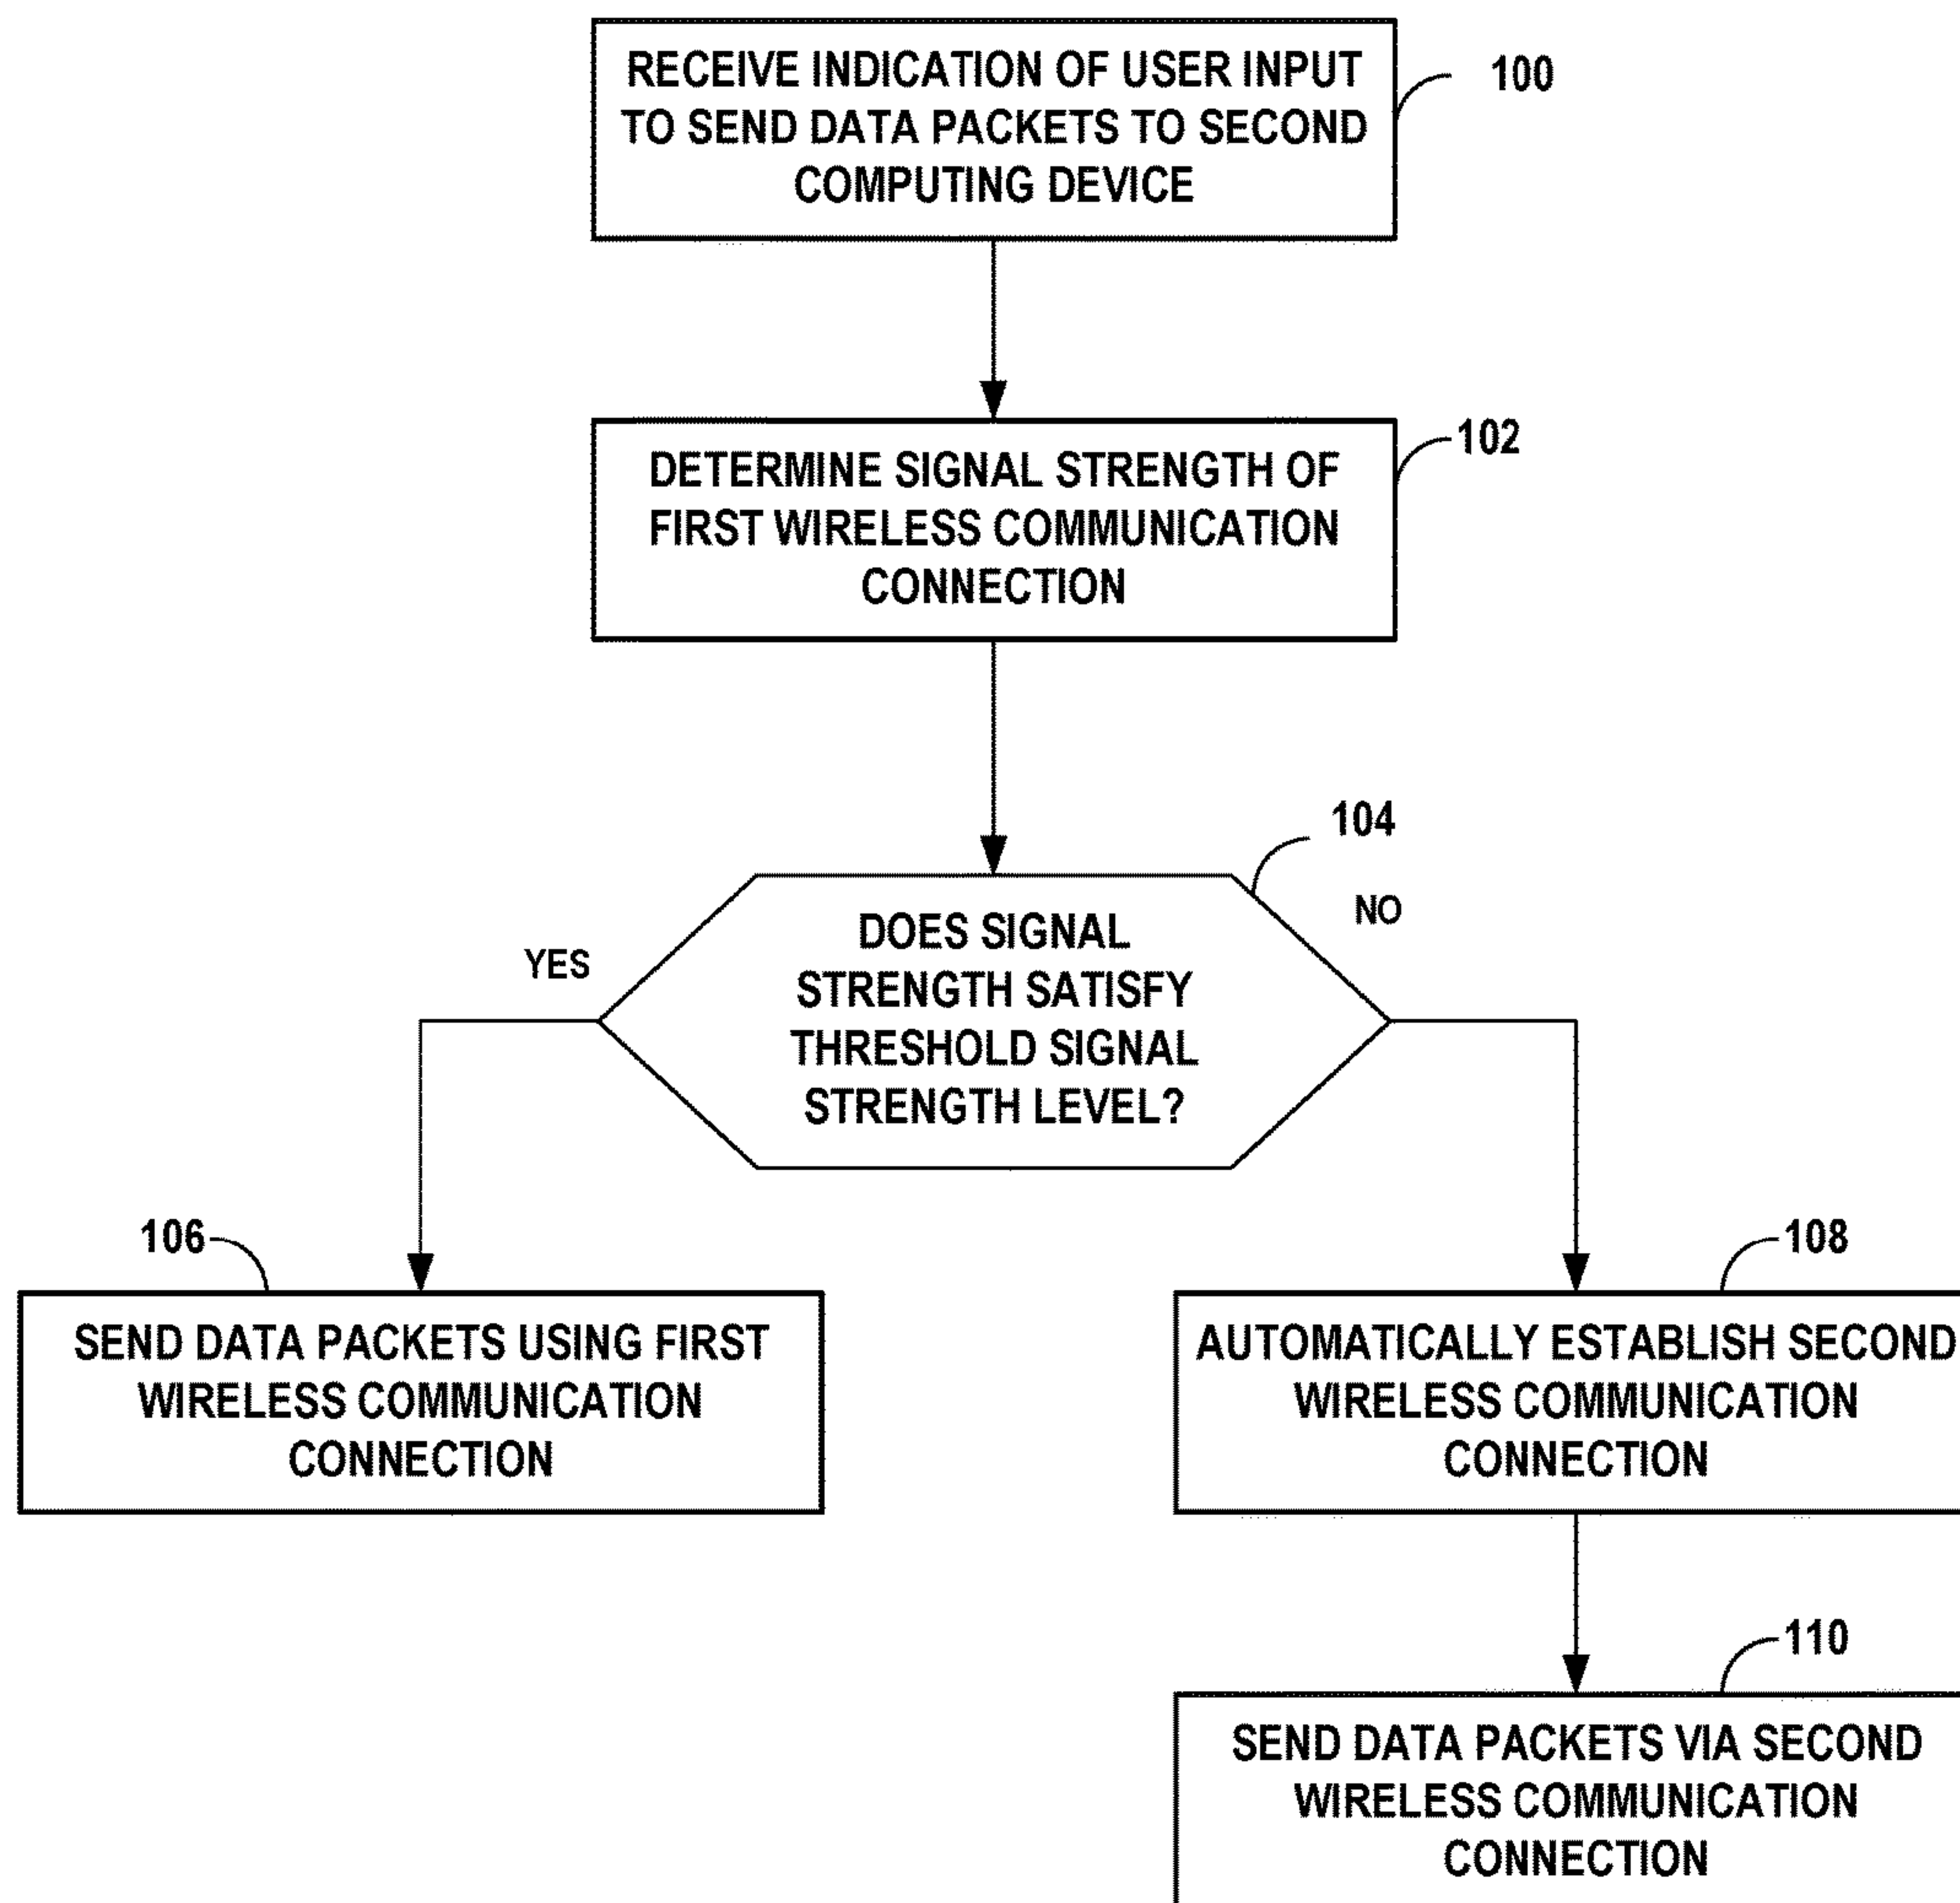 RECEIVE INDICATION OF USER INPUT
TO SEND DATA PACKETS TO SECOND
COMPUTING DEVICE
100
DETERMINE SIGNAL STRENGTH OF
FIRST WIRELESS COMMUNICATION
CONNECTION
102
104
DOES SIGNAL
STRENGTH SATISFY
THRESHOLD SIGNAL
STRENGTH LEVEL?
YES
NO
106
SEND DATA PACKETS USING FIRST
WIRELESS COMMUNICATION
CONNECTION
108
AUTOMATICALLY ESTABLISH SECOND
WIRELESS COMMUNICATION
CONNECTION
110
SEND DATA PACKETS VIA SECOND
WIRELESS COMMUNICATION
CONNECTION